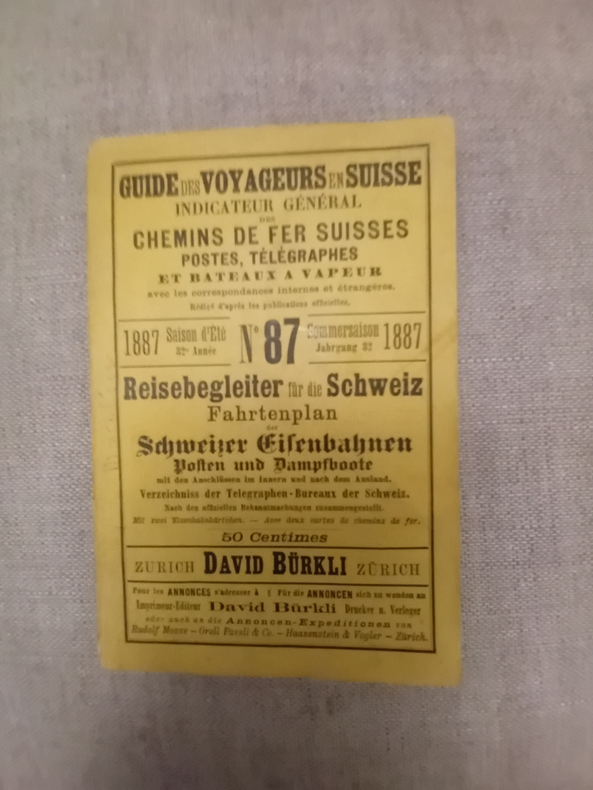 GUIDE DES VOYAGEURS EN SUISSE
INDICATEUR GÉNÉRAL
DES
CHEMINS DE FER SUISSES
POSTES, TÉLÉGRAPHES
ET BATEAUX A VAPEUR
avec les correspondances internes et étrangères.
Rédigé d'après les publications officielles.
1887 Saison d'Été Nº 87 Sommersaison 1887
32me Année Jahrgang 32
Reisebegleiter für die Schweiz
Fahrtenplan
der
Schweizer Eisenbahnen
Posten und Dampfboote
mit den Anschlüssen im Innern und nach dem Ausland.
Verzeichniss der Telegraphen-Bureaux der Schweiz.
Nach den offiziellen Bekanntmachungen zusammengestellt.
Mit zwei Eisenbahnkärtchen. — Avec deux cartes de chemins de fer.
50 Centimes
ZURICH DAVID BÜRKLI ZÜRICH
Pour les ANNONCES s'adresser à Für die ANNONCEN sich zu wenden an
Imprimeur-Editeur David Bürkli Drucker u. Verleger
oder auch an die Annoncen-Expeditionen von
Rudolf Mosse – Orell Füssli & Co. – Haasenstein & Vogler – Zürich.